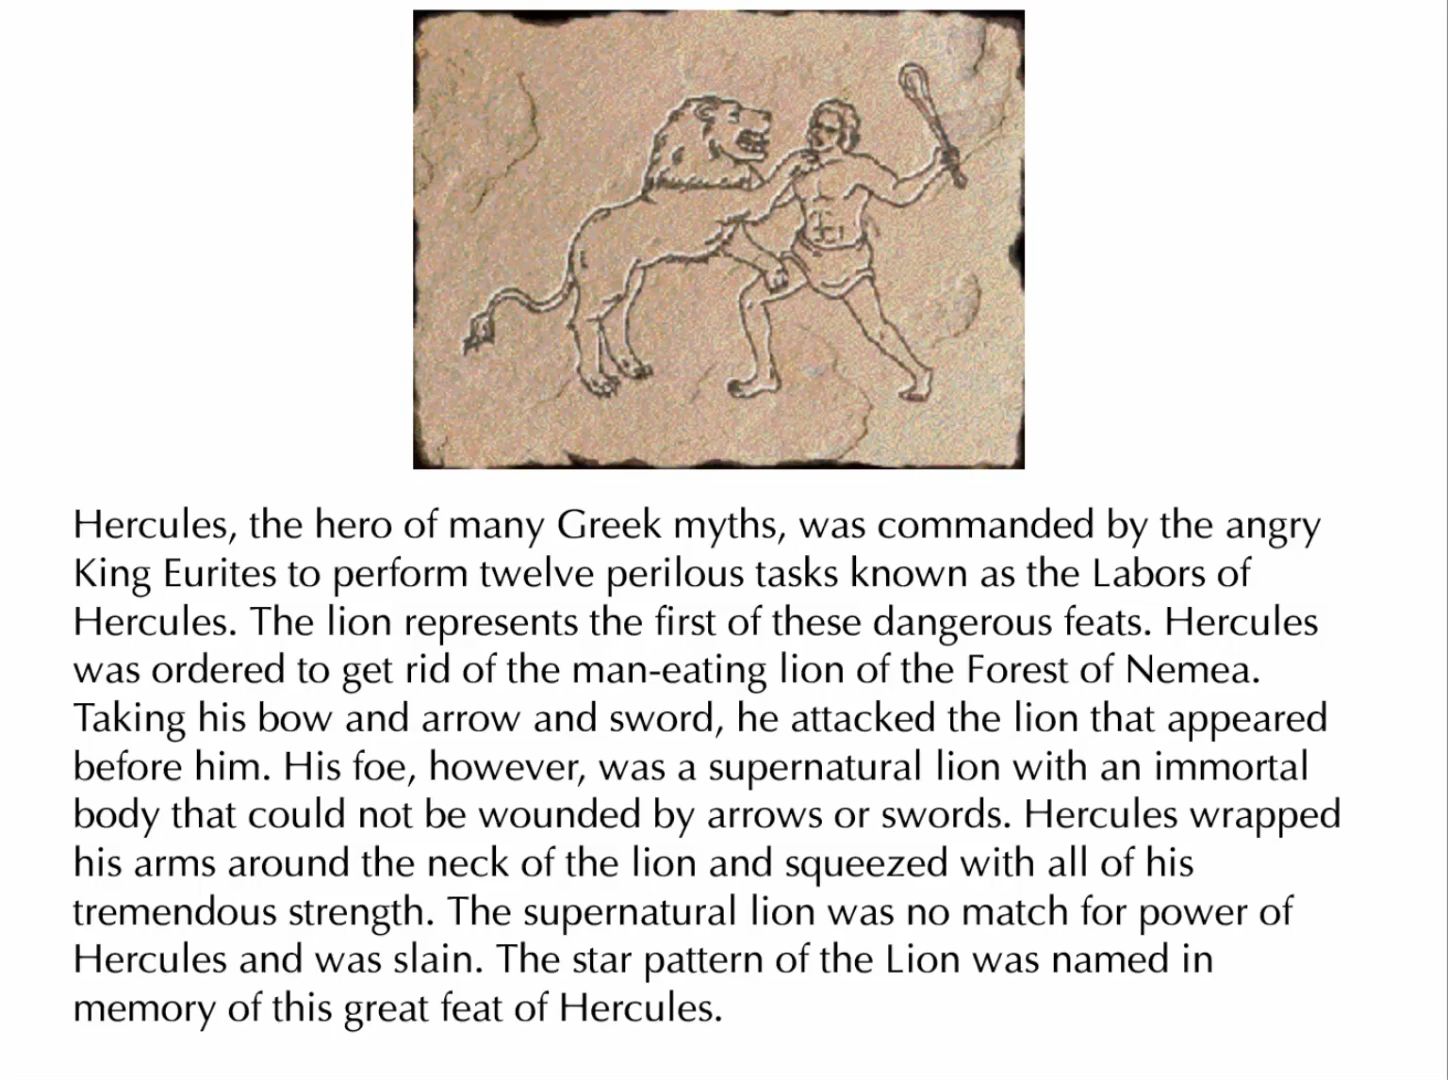 Hercules, the hero of many Greek myths, was commanded by the angry
King Eurites to perform twelve perilous tasks known as the Labors of
Hercules. The lion represents the first of these dangerous feats. Hercules
was ordered to get rid of the man-eating lion of the Forest of Nemea.
Taking his bow and arrow and sword, he attacked the lion that appeared
before him. His foe, however, was a supernatural lion with an immortal
body that could not be wounded by arrows or swords. Hercules wrapped
his arms around the neck of the lion and squeezed with all of his
tremendous strength. The supernatural lion was no match for power of
Hercules and was slain. The star pattern of the Lion was named in
memory of this great feat of Hercules.